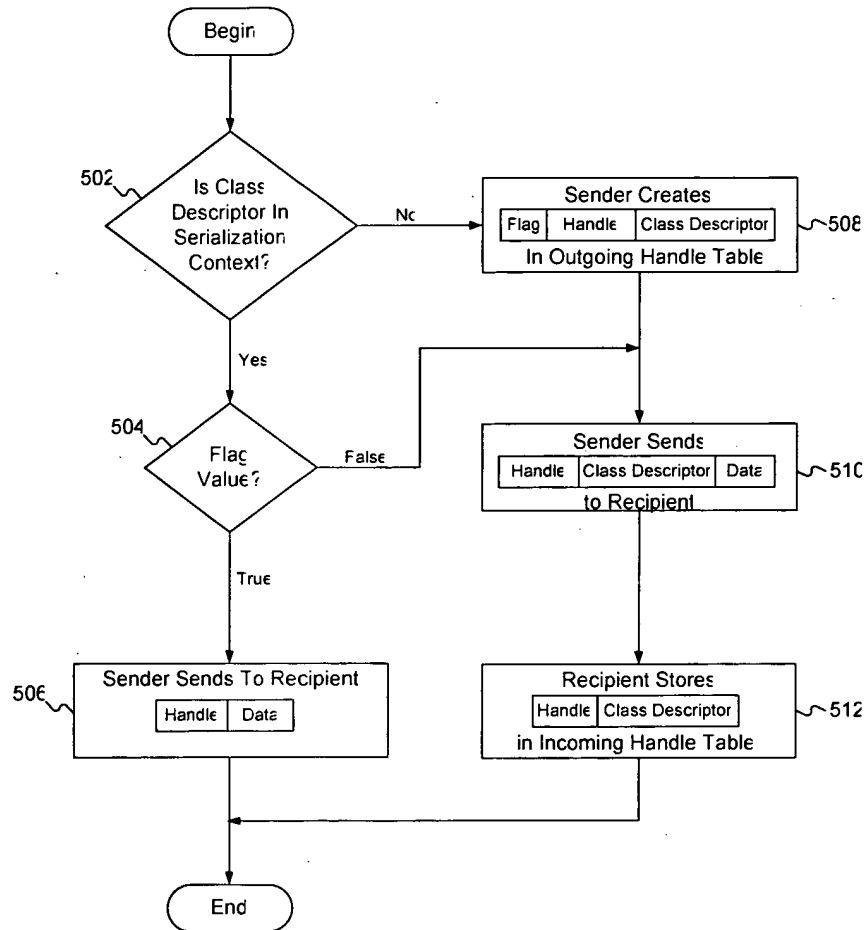 Begin
502
Is Class
Descriptor In
Serialization
Context?
No
Sender Creates
Flag Handle Class Descriptor
In Outgoing Handle Table
508
Yes
504
Flag
Value?
False
Sender Sends
Handle Class Descriptor Data
to Recipient
510
True
506
Sender Sends To Recipient
Handle Data
Recipient Stores
Handle Class Descriptor
in Incoming Handle Table
512
End